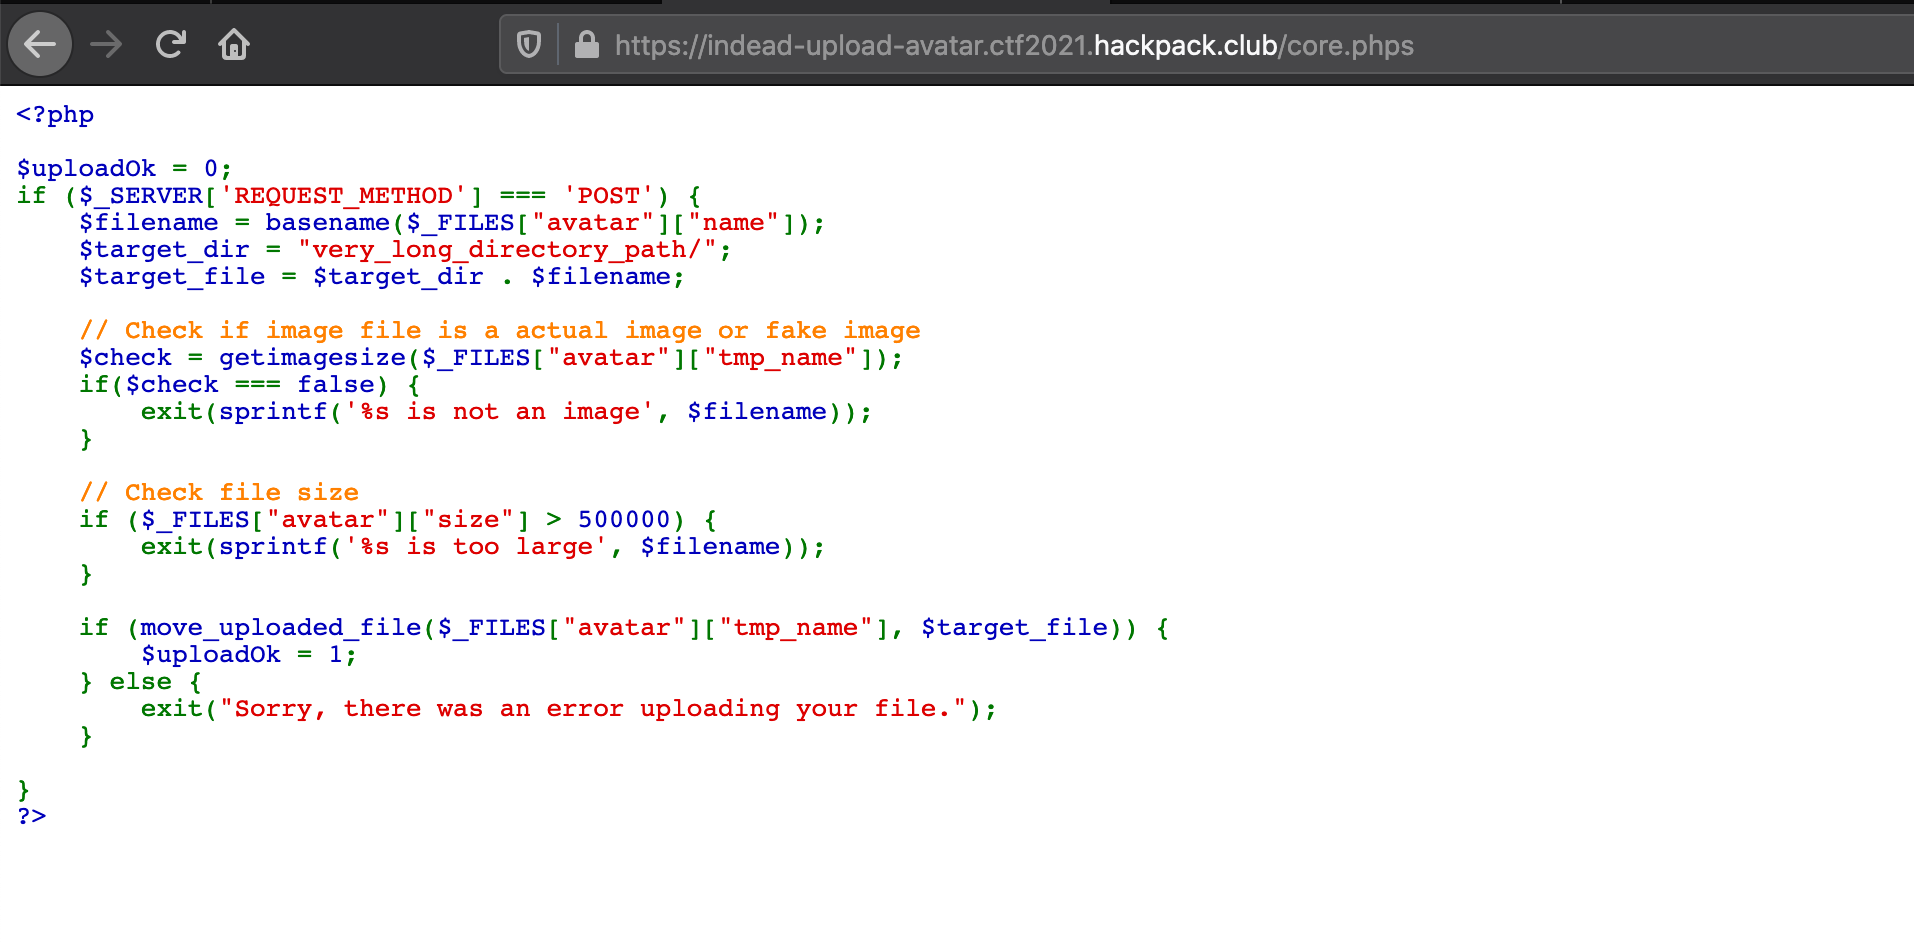 https://indead-upload-avatar.ctf2021.hackpack.club/core.phps
<?php
$uploadOk = 0;
if ($_SERVER['REQUEST_METHOD'] === 'POST') {
    $filename = basename($_FILES["avatar"]["name"]);
    $target_dir = "very_long_directory_path/";
    $target_file = $target_dir . $filename;
    // Check if image file is a actual image or fake image
    $check = getimagesize($_FILES["avatar"]["tmp_name"]);
    if($check === false) {
        exit(sprintf('%s is not an image', $filename));
    }
    // Check file size
    if ($_FILES["avatar"]["size"] > 500000) {
        exit(sprintf('%s is too large', $filename));
    }
    if (move_uploaded_file($_FILES["avatar"]["tmp_name"], $target_file)) {
        $uploadOk = 1;
    } else {
        exit("Sorry, there was an error uploading your file.");
    }
}
?>